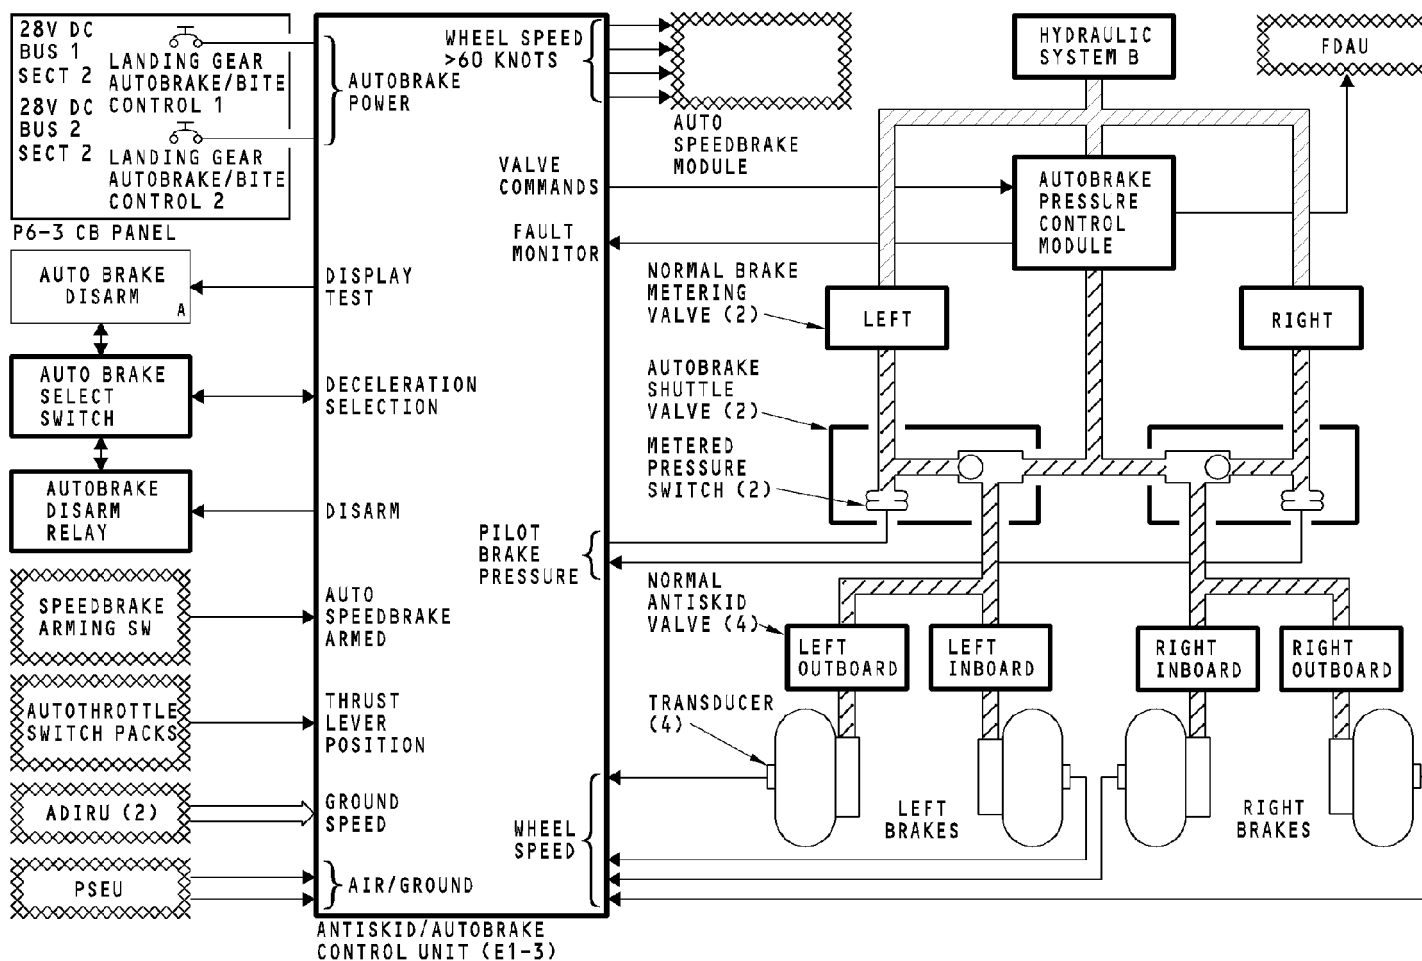 28V DC
BUS 1
SECT 2
LANDING GEAR
AUTOBRAKE/BITE
CONTROL 1
28V DC
BUS 2
SECT 2
LANDING GEAR
AUTOBRAKE/BITE
CONTROL 2
P6-3 CB PANEL
AUTO BRAKE
DISARM
A
AUTO BRAKE
SELECT
SWITCH
AUTOBRAKE
DISARM
RELAY
SPEEDBRAKE
ARMING SW
AUTOTHROTTLE
SWITCH PACKS
ADIRU (2)
PSEU
AUTOBRAKE
POWER
DISPLAY
TEST
DECELERATION
SELECTION
DISARM
AUTO
SPEEDBRAKE
ARMED
THRUST
LEVER
POSITION
GROUND
SPEED
AIR/GROUND
WHEEL SPEED
>60 KNOTS
VALVE
COMMANDS
FAULT
MONITOR
PILOT
BRAKE
PRESSURE
WHEEL
SPEED
ANTISKID/AUTOBRAKE
CONTROL UNIT (E1-3)
AUTO
SPEEDBRAKE
MODULE
HYDRAULIC
SYSTEM B
FDAU
AUTOBRAKE
PRESSURE
CONTROL
MODULE
NORMAL BRAKE
METERING
VALVE (2)
LEFT
RIGHT
AUTOBRAKE
SHUTTLE
VALVE (2)
METERED
PRESSURE
SWITCH (2)
NORMAL
ANTISKID
VALVE (4)
LEFT
OUTBOARD
LEFT
INBOARD
RIGHT
INBOARD
RIGHT
OUTBOARD
TRANSDUCER
(4)
LEFT
BRAKES
RIGHT
BRAKES